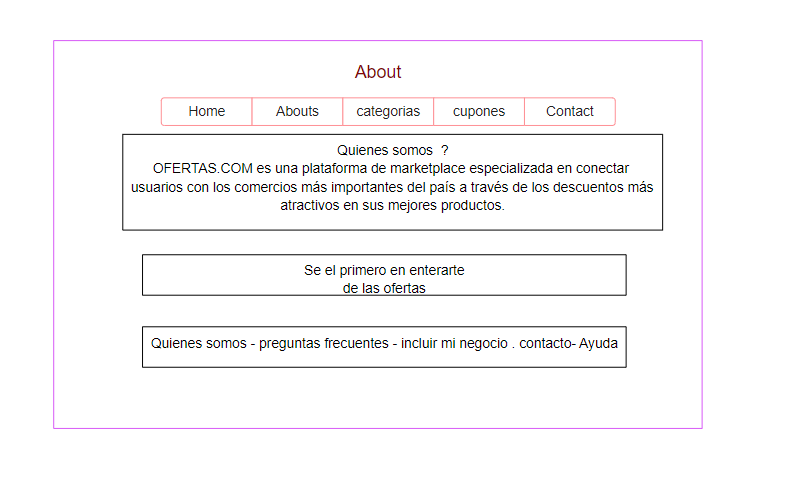 About
Home Abouts categorias cupones Contact
Quienes somos ?
OFERTAS.COM es una plataforma de marketplace especializada en conectar
usuarios con los comercios más importantes del país a través de los descuentos más
atractivos en sus mejores productos.
Se el primero en enterarte
de las ofertas
Quienes somos - preguntas frecuentes - incluir mi negocio . contacto- Ayuda